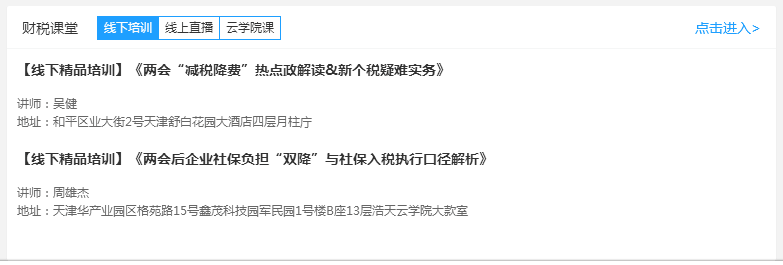 财税课堂 线下培训 线上直播 云学院课 点击进入>
【线下精品培训】《两会“减税降费”热点政解读&新个税疑难实务》
讲师：吴健
地址：和平区业大街2号天津舒白花园大酒店四层月柱庁
【线下精品培训】《两会后企业社保负担“双降”与社保入税执行口径解析》
讲师：周雄杰
地址：天津华产业园区格苑路15号鑫茂科技园军民园1号楼B座13层浩天云学院大款室